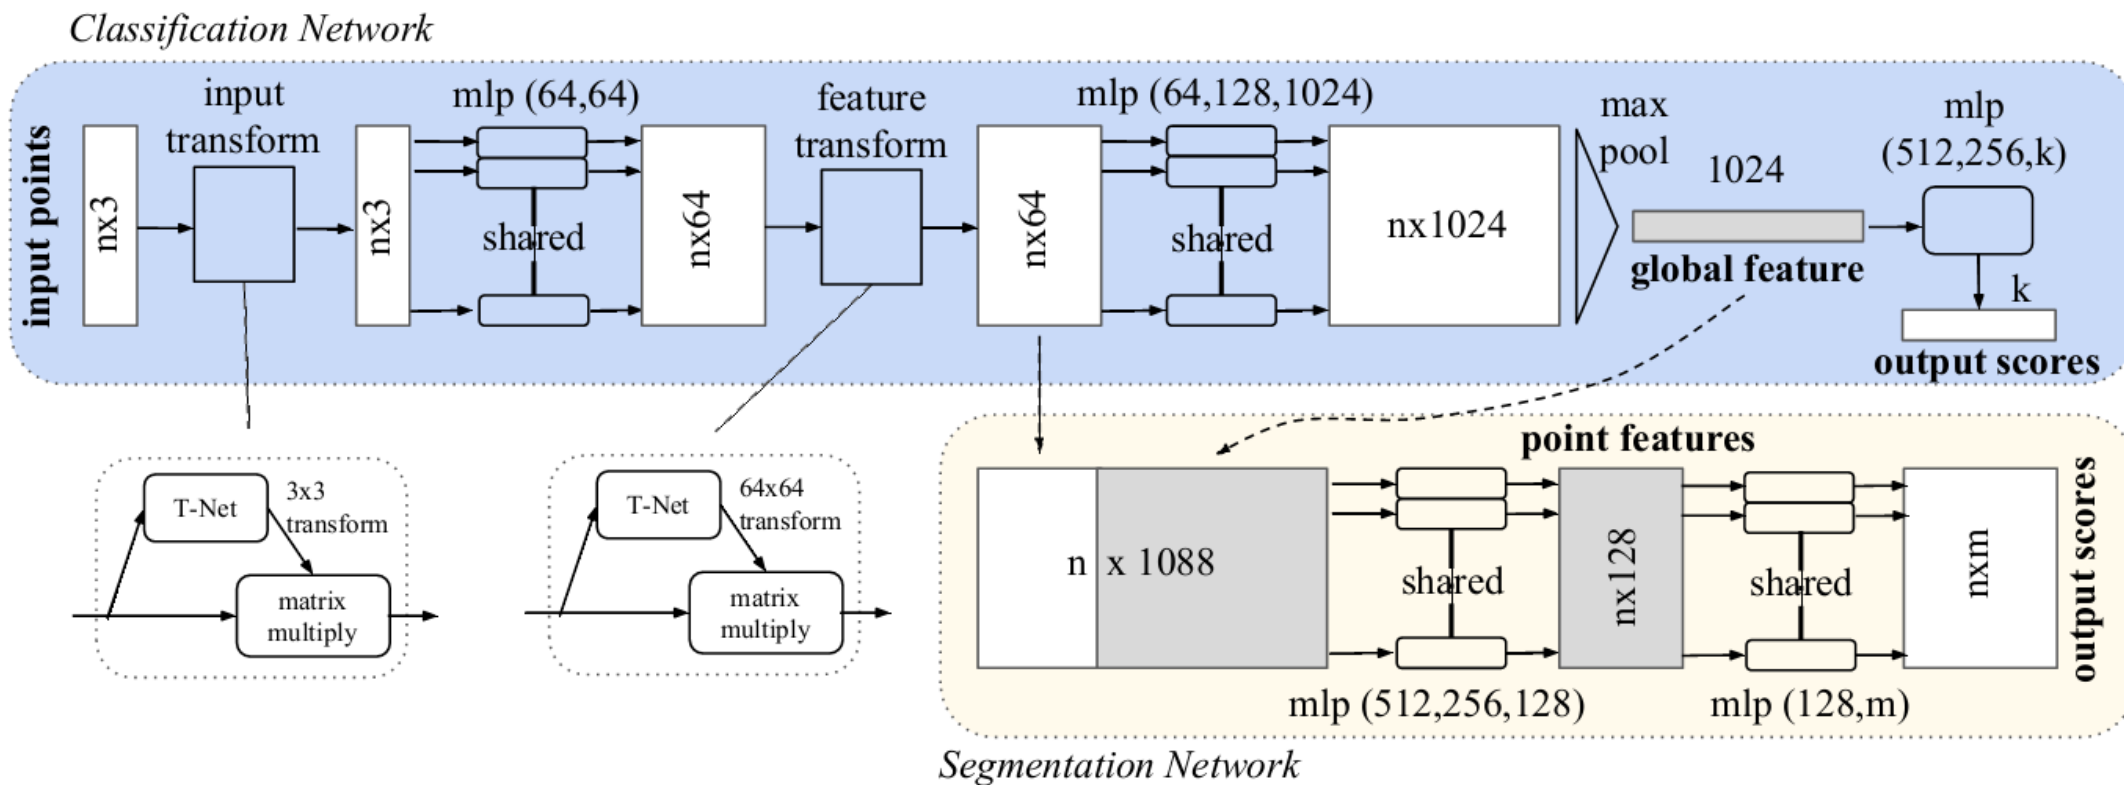 Classification Network
input points
nx3
input
transform
nx3
mlp (64,64)
shared
nx64
feature
transform
nx64
mlp (64,128,1024)
shared
nx1024
max
pool
1024
global feature
mlp
(512,256,k)
k
output scores
T-Net
3x3
transform
matrix
multiply
T-Net
64x64
transform
matrix
multiply
point features
n x 1088
shared
mlp (512,256,128)
nx128
shared
mlp (128,m)
nxm
output scores
Segmentation Network